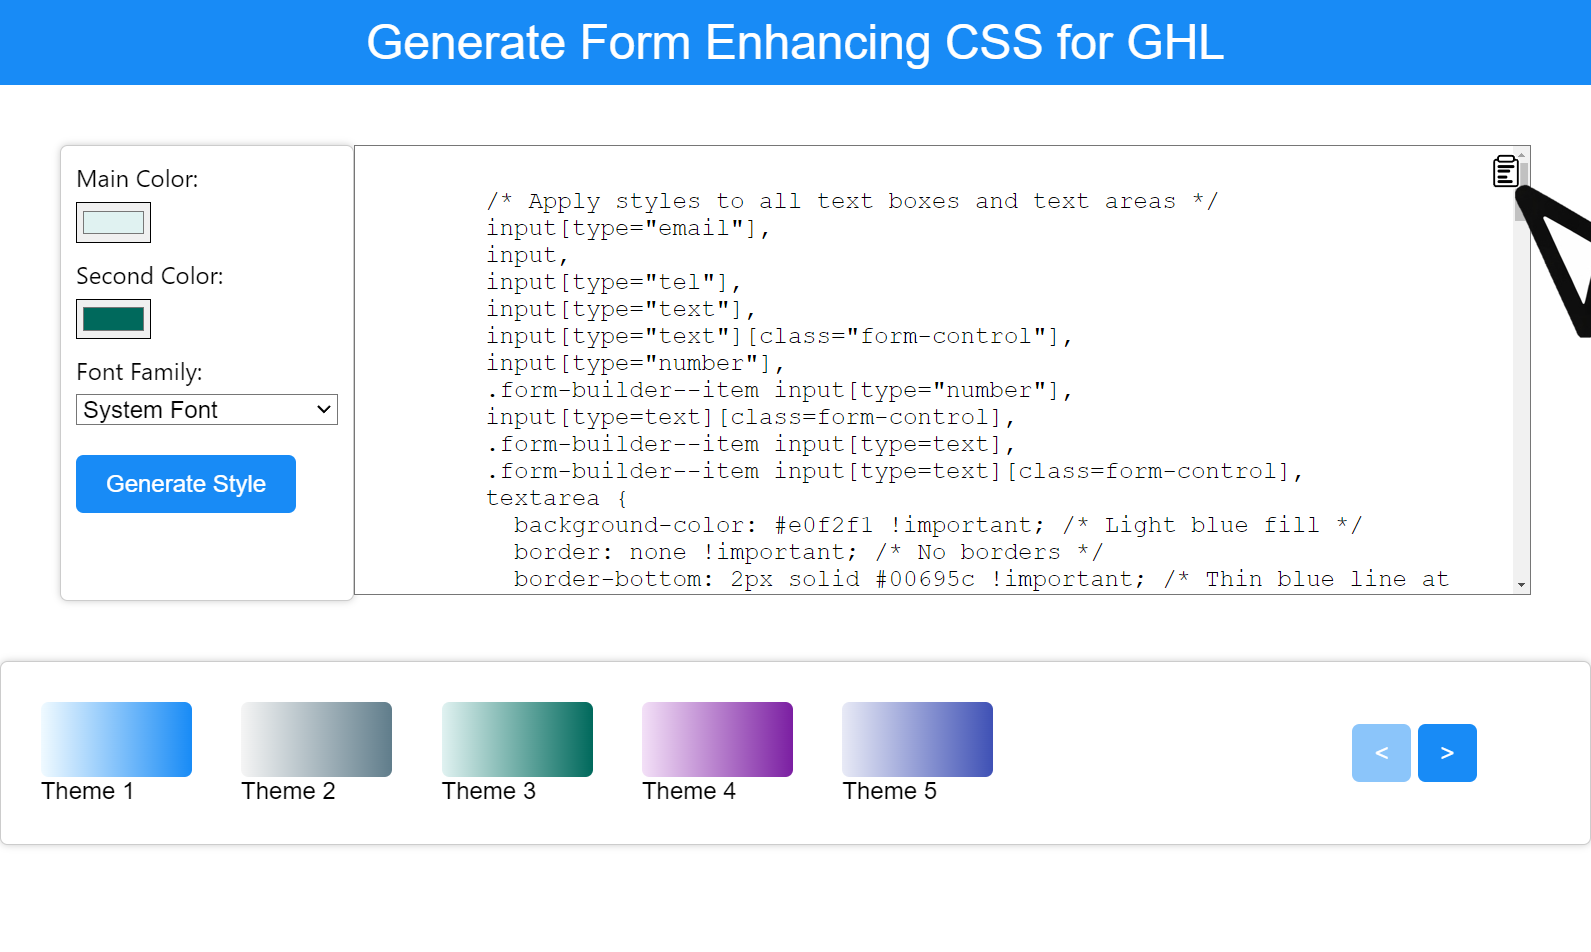 Generate Form Enhancing CSS for GHL
Main Color:
Second Color:
Font Family:
System Font
Generate Style
/* Apply styles to all text boxes and text areas */
input[type="email"],
input,
input[type="tel"],
input[type="text"],
input[type="text"][class="form-control"],
input[type="number"],
.form-builder--item input[type="number"],
input[type=text][class=form-control],
.form-builder--item input[type=text],
.form-builder--item input[type=text][class=form-control],
textarea {
  background-color: #e0f2f1 !important; /* Light blue fill */
  border: none !important; /* No borders */
  border-bottom: 2px solid #00695c !important; /* Thin blue line at
Theme 1
Theme 2
Theme 3
Theme 4
Theme 5
<
>